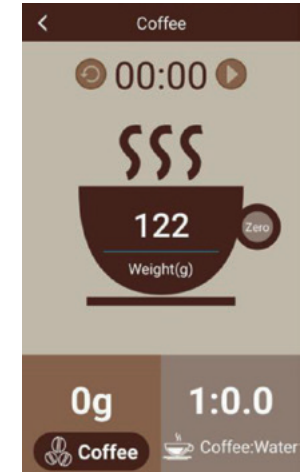 Coffee
00:00
122
Zero
Weight(g)
0g
1:0.0
Coffee
Coffee:Water